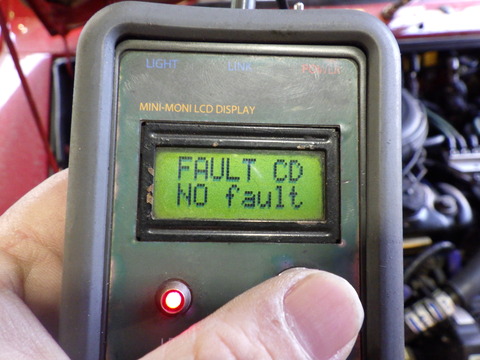 LIGHT LINK POWER
MINI-MONI LCD DISPLAY
FAULT CD
NO fault